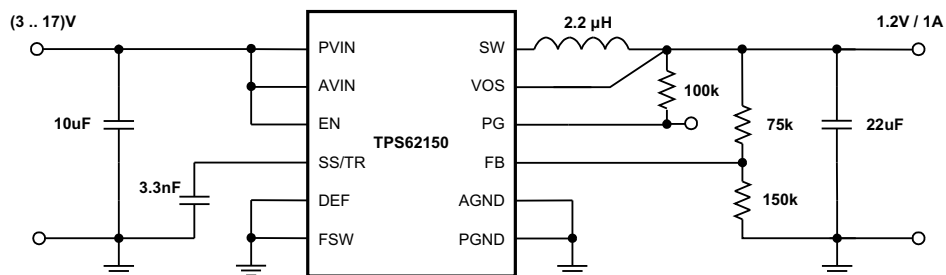 (3 .. 17)V
2.2 µH
1.2V / 1A
PVIN
SW
AVIN
VOS
100k
10uF
EN
PG
TPS62150
75k
22uF
SS/TR
FB
3.3nF
DEF
AGND
150k
FSW
PGND